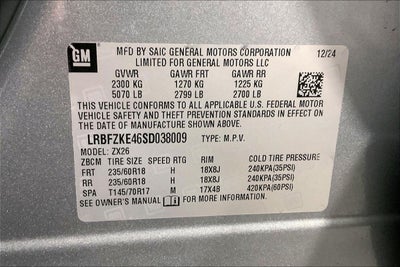 GM
MFD BY SAIC GENERAL MOTORS CORPORATION 12/24
LIMITED FOR GENERAL MOTORS LLC
GVWR GAWR FRT GAWR RR
2300 KG 1270 KG 1225 KG
5070 LB 2799 LB 2700 LB
THIS VEHICLE CONFORMS TO ALL APPLICABLE U.S. FEDERAL MOTOR
VEHICLE SAFETY AND THEFT PREVENTION STANDARDS IN EFFECT ON
THE DATE OF MANUFACTURE SHOWN ABOVE.
LRBFZKE46SD038009 TYPE: M.P.V.
MODEL: ZX26
ZBCM TIRE SIZE RIM COLD TIRE PRESSURE
FRT 235/60R18 H 18X8J 240KPA(35PSI)
RR 235/60R18 H 18X8J 240KPA(35PSI)
SPA T145/70R17 M 17X4B 420KPA(60PSI)
SEE OWNER'S MANUAL FOR MORE INFORMATION